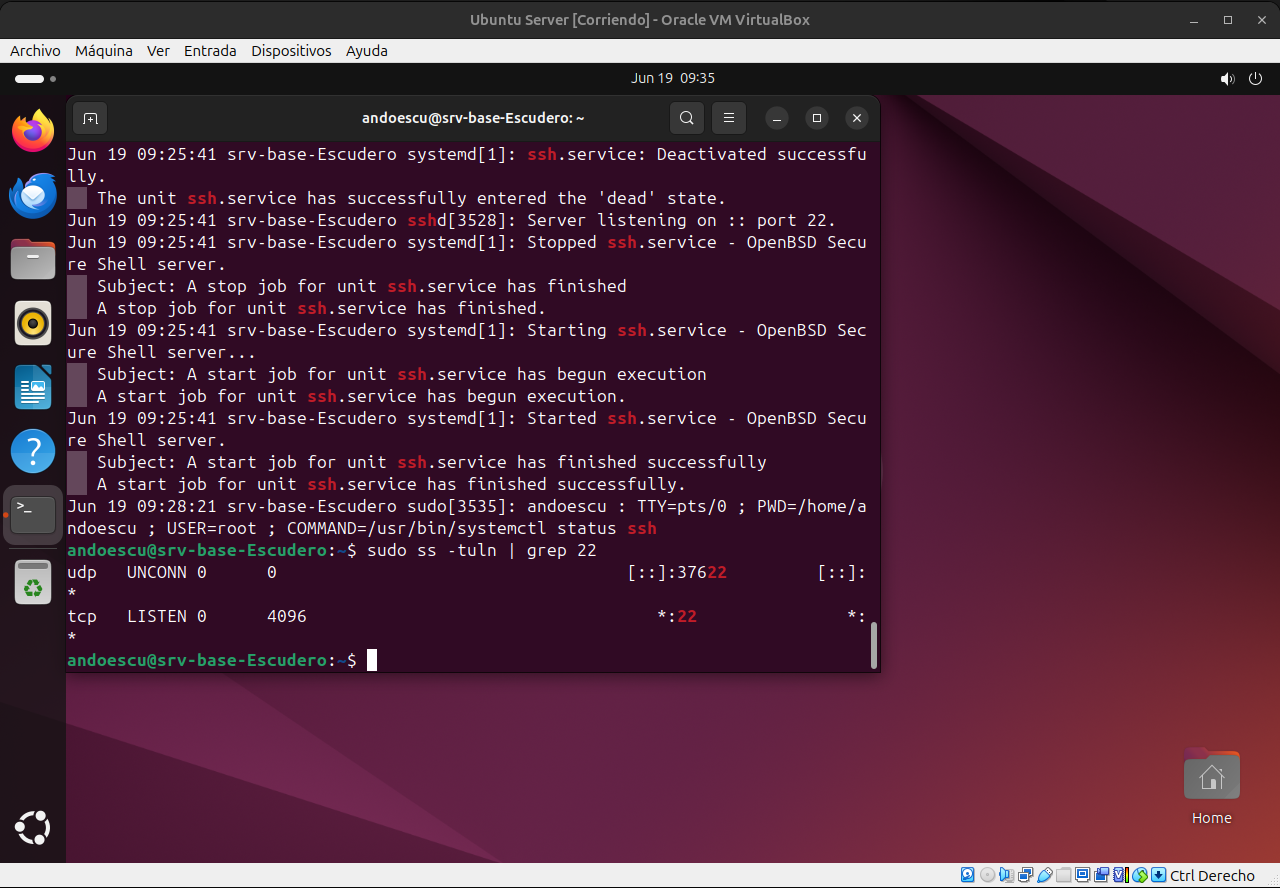 Ubuntu Server [Corriendo] - Oracle VM VirtualBox
Archivo Máquina Ver Entrada Dispositivos Ayuda
Jun 19 09:35
andoescu@srv-base-Escudero: ~
Jun 19 09:25:41 srv-base-Escudero systemd[1]: ssh.service: Deactivated successfu
lly.
The unit ssh.service has successfully entered the 'dead' state.
Jun 19 09:25:41 srv-base-Escudero sshd[3528]: Server listening on :: port 22.
Jun 19 09:25:41 srv-base-Escudero systemd[1]: Stopped ssh.service - OpenBSD Secu
re Shell server.
Subject: A stop job for unit ssh.service has finished
A stop job for unit ssh.service has finished.
Jun 19 09:25:41 srv-base-Escudero systemd[1]: Starting ssh.service - OpenBSD Sec
ure Shell server...
Subject: A start job for unit ssh.service has begun execution
A start job for unit ssh.service has begun execution.
Jun 19 09:25:41 srv-base-Escudero systemd[1]: Started ssh.service - OpenBSD Secu
re Shell server.
Subject: A start job for unit ssh.service has finished successfully
A start job for unit ssh.service has finished successfully.
Jun 19 09:28:21 srv-base-Escudero sudo[3535]: andoescu : TTY=pts/0 ; PWD=/home/a
ndoescu ; USER=root ; COMMAND=/usr/bin/systemctl status ssh
andoescu@srv-base-Escudero:~$ sudo ss -tuln | grep 22
udp UNCONN 0 0 [::]:37622 [::]:
*
tcp LISTEN 0 4096 *:22 *:
*
andoescu@srv-base-Escudero:~$
Home
Ctrl Derecho